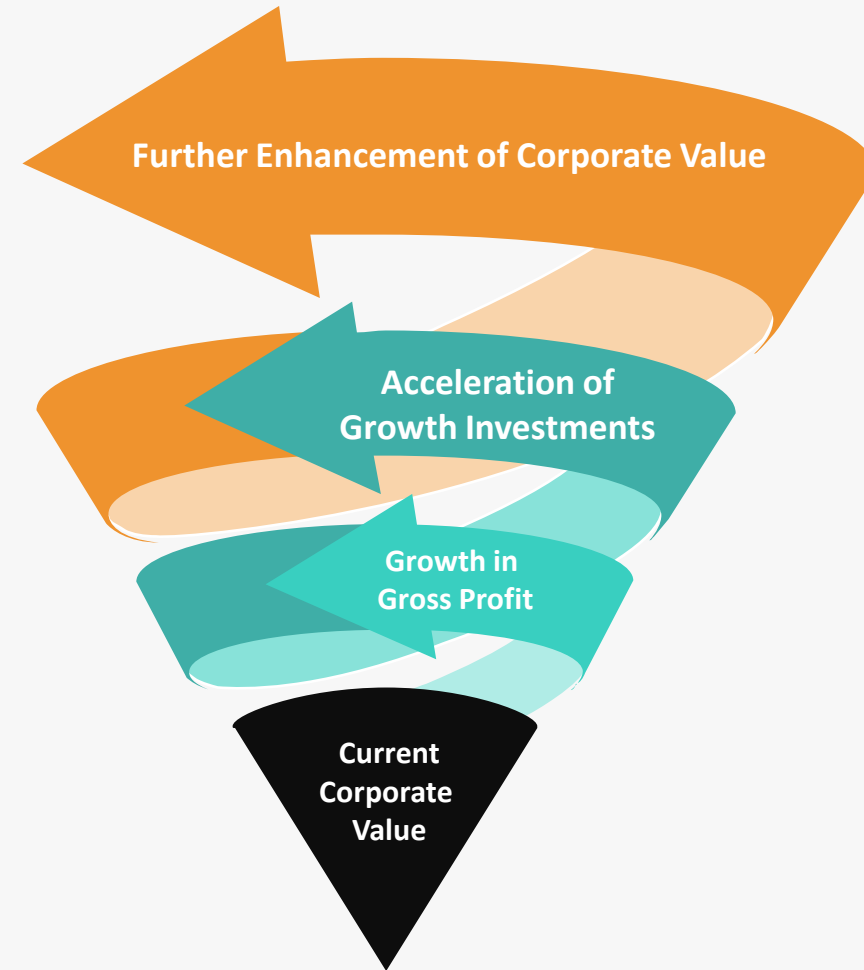 Further Enhancement of Corporate Value
Acceleration of
Growth Investments
Growth in
Gross Profit
Current
Corporate
Value